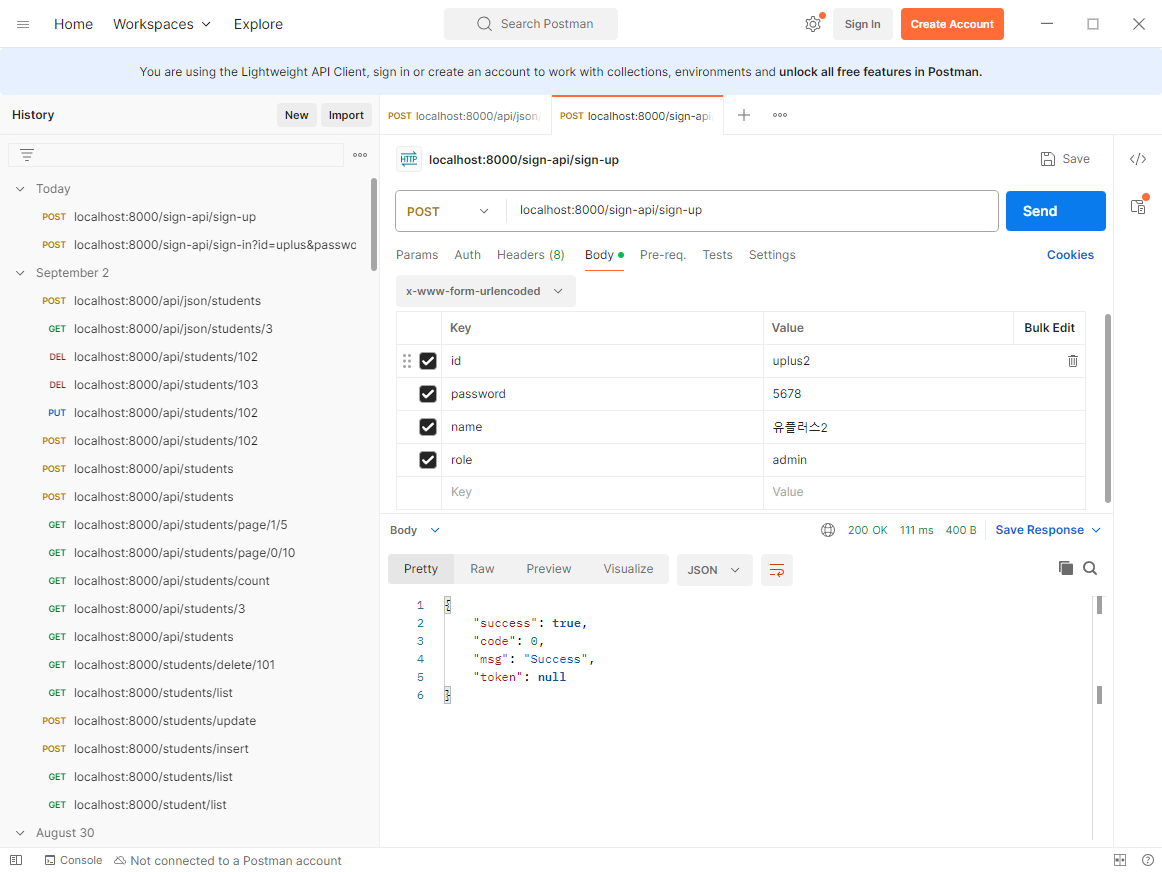 Home Workspaces Explore Search Postman Sign In Create Account
You are using the Lightweight API Client, sign in or create an account to work with collections, environments and unlock all free features in Postman.
History New Import
Today
POST localhost:8000/sign-api/sign-up
POST localhost:8000/sign-api/sign-in?id=uplus&passwo
September 2
POST localhost:8000/api/json/students
GET localhost:8000/api/json/students/3
DEL localhost:8000/api/students/102
DEL localhost:8000/api/students/103
PUT localhost:8000/api/students/102
POST localhost:8000/api/students/102
POST localhost:8000/api/students
POST localhost:8000/api/students
GET localhost:8000/api/students/page/1/5
GET localhost:8000/api/students/page/0/10
GET localhost:8000/api/students/count
GET localhost:8000/api/students/3
GET localhost:8000/api/students
GET localhost:8000/students/delete/101
GET localhost:8000/students/list
POST localhost:8000/students/update
POST localhost:8000/students/insert
GET localhost:8000/students/list
GET localhost:8000/student/list
August 30
POST localhost:8000/api/json/ POST localhost:8000/sign-api
HTTP localhost:8000/sign-api/sign-up Save
POST localhost:8000/sign-api/sign-up Send
Params Auth Headers (8) Body Pre-req. Tests Settings Cookies
x-www-form-urlencoded
Key Value Bulk Edit
id uplus2
password 5678
name 유플러스2
role admin
Key Value
Body 200 OK 111 ms 400 B Save Response
Pretty Raw Preview Visualize JSON
1 {
2 "success": true,
3 "code": 0,
4 "msg": "Success",
5 "token": null
6 }
Console Not connected to a Postman account